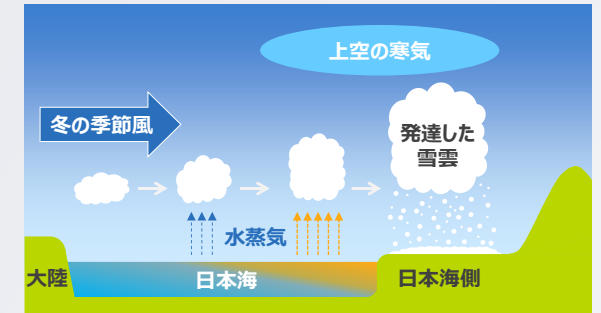 上空の寒気
冬の季節風
発達した
雪雲
水蒸気
大陸
日本海
日本海側